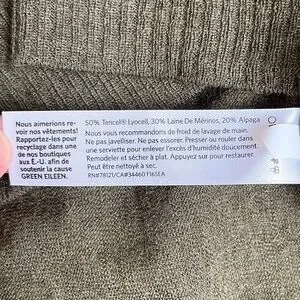 Nous aimerions re-
voir nos vêtements!
Rapportez-les pour
recyclage dans un de
nos boutiques
aux É.-U. afin de
soutenir la cause
GREEN EILEEN.
50% Tencel® Lyocell, 30% Laine De Mérinos, 20% Alpaga
Nous vous recommandons de froid de lavage de main.
Ne pas javelliser. Ne pas essorer. Presser ou rouler dans
une serviette pour enlever l'excès d'humidité doucement.
Remodeler et sécher à plat. Appuyez sur pour restaurer.
Peut être nettoyé à sec.
RN#78121/CA#34460 F16SEA